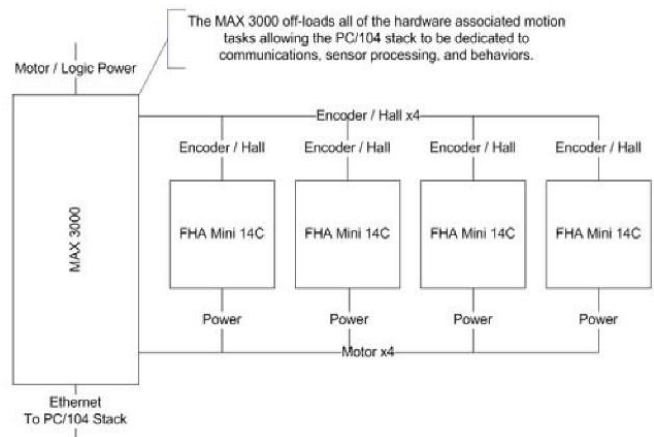 The MAX 3000 off-loads all of the hardware associated motion
tasks allowing the PC/104 stack to be dedicated to
communications, sensor processing, and behaviors.
Motor / Logic Power
MAX 3000
Encoder / Hall x4
Encoder / Hall
Encoder / Hall
Encoder / Hall
Encoder / Hall
FHA Mini 14C
FHA Mini 14C
FHA Mini 14C
FHA Mini 14C
Power
Power
Power
Power
Motor x4
Ethernet
To PC/104 Stack